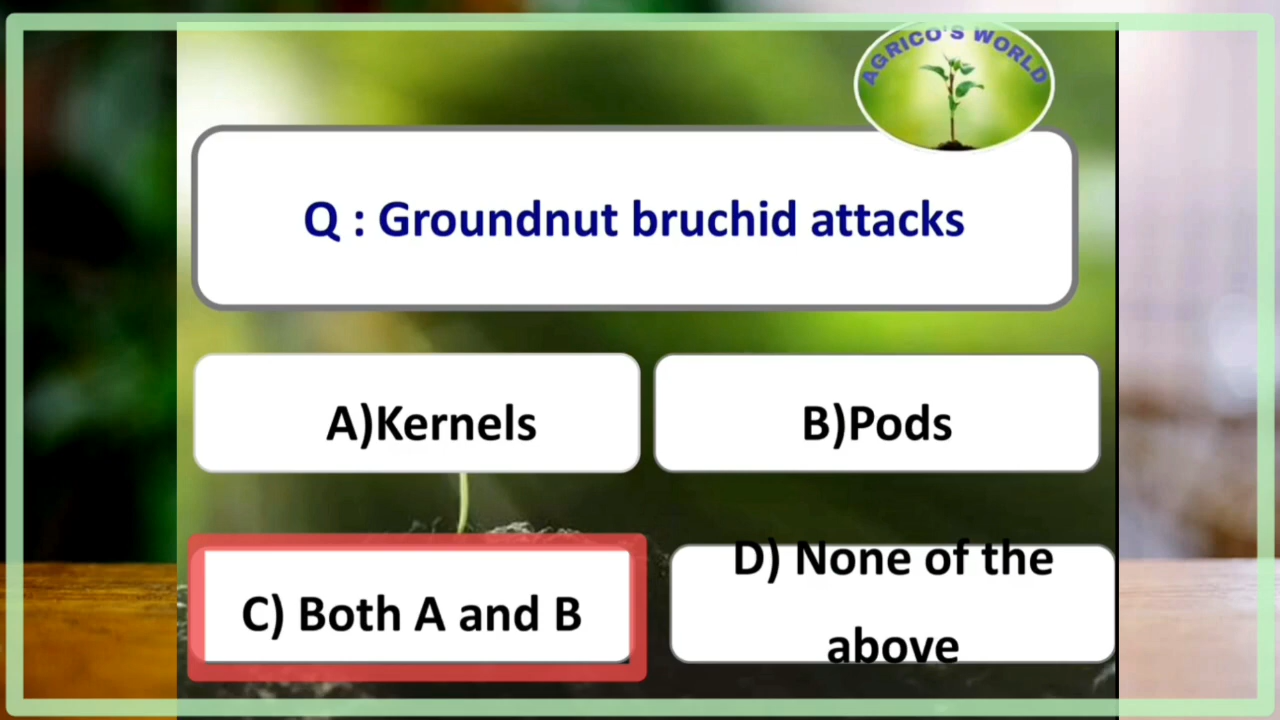 AGRICO'S WORLD
Q : Groundnut bruchid attacks
A)Kernels
B)Pods
C) Both A and B
D) None of the
above